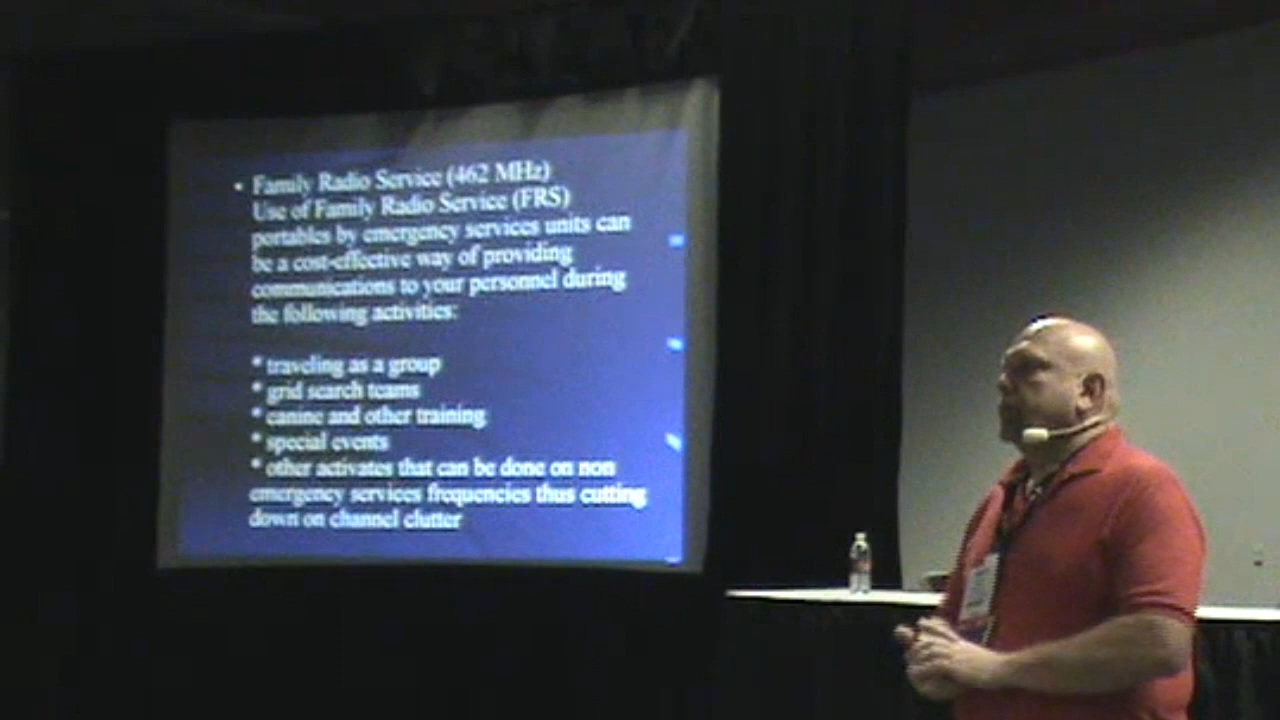 • Family Radio Service (462 MHz)
Use of Family Radio Service (FRS)
portables by emergency services units can
be a cost-effective way of providing
communications to your personnel during
the following activities:
* traveling as a group
* grid search teams
* canine and other training
* special events
* other activates that can be done on non
emergency services frequencies thus cutting
down on channel clutter